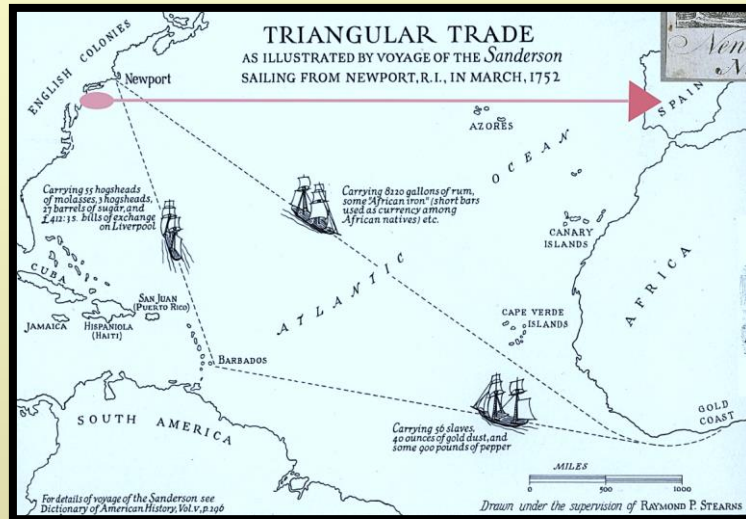 TRIANGULAR TRADE
AS ILLUSTRATED BY VOYAGE OF THE Sanderson
SAILING FROM NEWPORT, R.I., IN MARCH, 1752
ENGLISH COLONIES
Newport
SPAIN
AZORES
ATLANTIC OCEAN
Carrying 55 hogsheads
of molasses, 3 hogsheads,
27 barrels of sugar, and
£412:35. bills of exchange
on Liverpool
Carrying 8220 gallons of rum,
some "African iron" (short bars
used as currency among
African natives) etc.
CANARY
ISLANDS
AFRICA
CUBA
SAN JUAN
(PUERTO RICO)
JAMAICA
HISPANIOLA
(HAITI)
CAPE VERDE
ISLANDS
BARBADOS
GOLD
COAST
SOUTH AMERICA
Carrying 56 slaves,
40 ounces of gold dust, and
some 900 pounds of pepper
MILES
0 500 1000
For details of voyage of the Sanderson see
Dictionary of American History, Vol. v, p. 296
Drawn under the supervision of RAYMOND P. STEARNS